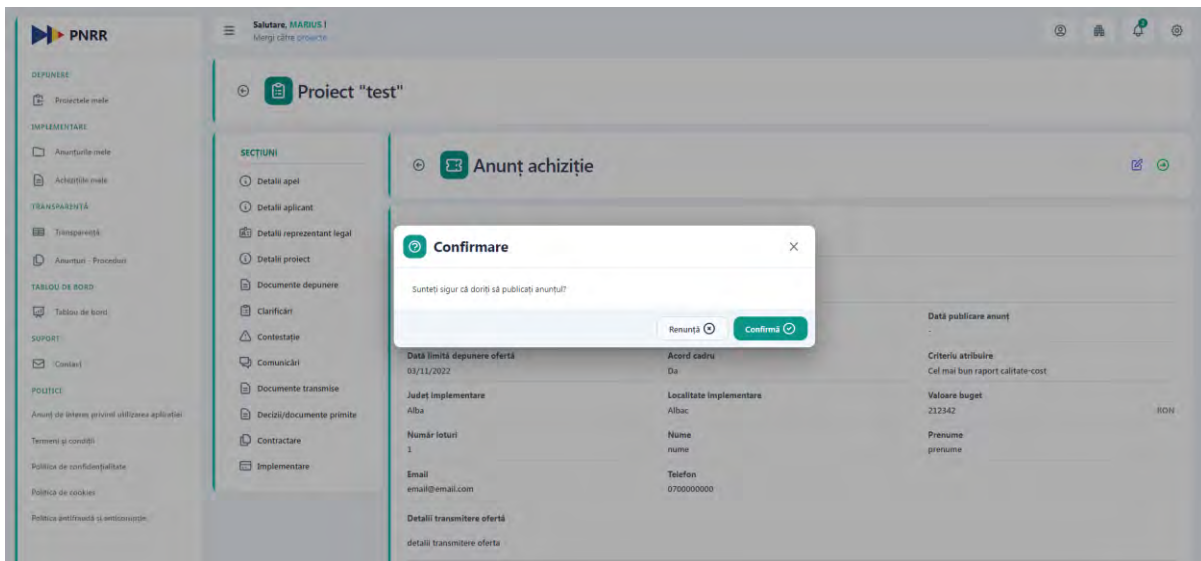 PNRR
Salutare, MARIUS !
Mergi către proiecte
DEPUNERE
Proiectele mele
IMPLEMENTARE
Anunțurile mele
Achizițiile mele
TRANSPARENȚĂ
Transparență
Anunțuri - Proceduri
TABLOU DE BORD
Tablou de bord
SUPORT
Contact
POLITICI
Anunț de interes privind utilizarea aplicației
Termeni și condiții
Politica de confidențialitate
Politica de cookies
Politica antifraudă și anticorupție
Proiect "test"
SECȚIUNI
Detalii apel
Detalii aplicant
Detalii reprezentant legal
Detalii proiect
Documente depunere
Clarificări
Contestație
Comunicări
Documente transmise
Decizii/documente primite
Contractare
Implementare
Anunț achiziție
Confirmare
Sunteți sigur că doriți să publicați anunțul?
Renunță
Confirmă
Dată publicare anunț
-
Dată limită depunere ofertă
03/11/2022
Acord cadru
Da
Criteriu atribuire
Cel mai bun raport calitate-cost
Județ implementare
Alba
Localitate implementare
Albac
Valoare buget
212342 RON
Număr loturi
1
Nume
nume
Prenume
prenume
Email
email@email.com
Telefon
0700000000
Detalii transmitere ofertă
detalii transmitere oferta